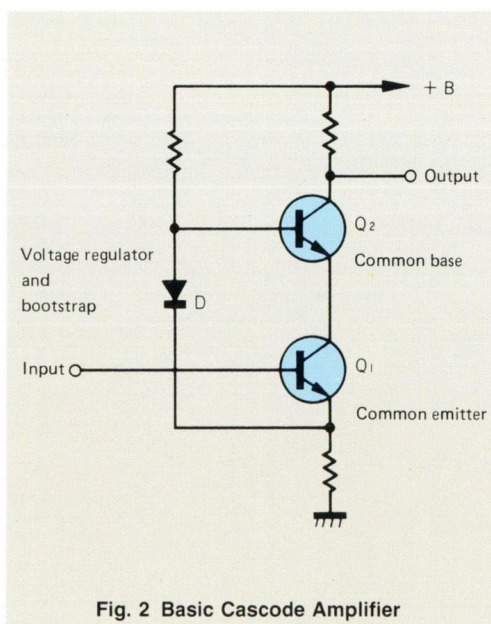 + B
Output
Q2
Common base
Voltage regulator
and
bootstrap
D
Input
Q1
Common emitter
Fig. 2 Basic Cascode Amplifier